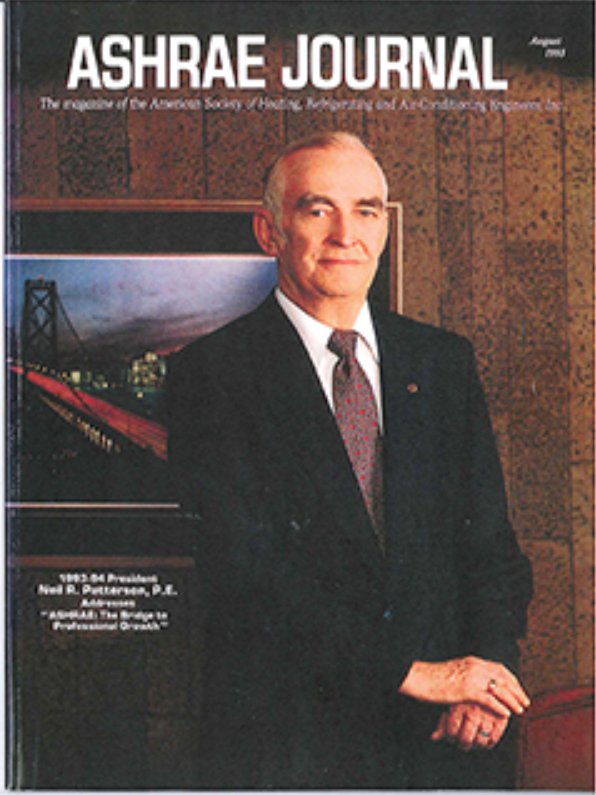 ASHRAE JOURNAL
August
1993
The magazine of the American Society of Heating, Refrigerating and Air-Conditioning Engineers, Inc.
1993-94 President
Neil R. Patterson, P.E.
Addresses
"ASHRAE: The Bridge to
Professional Growth"